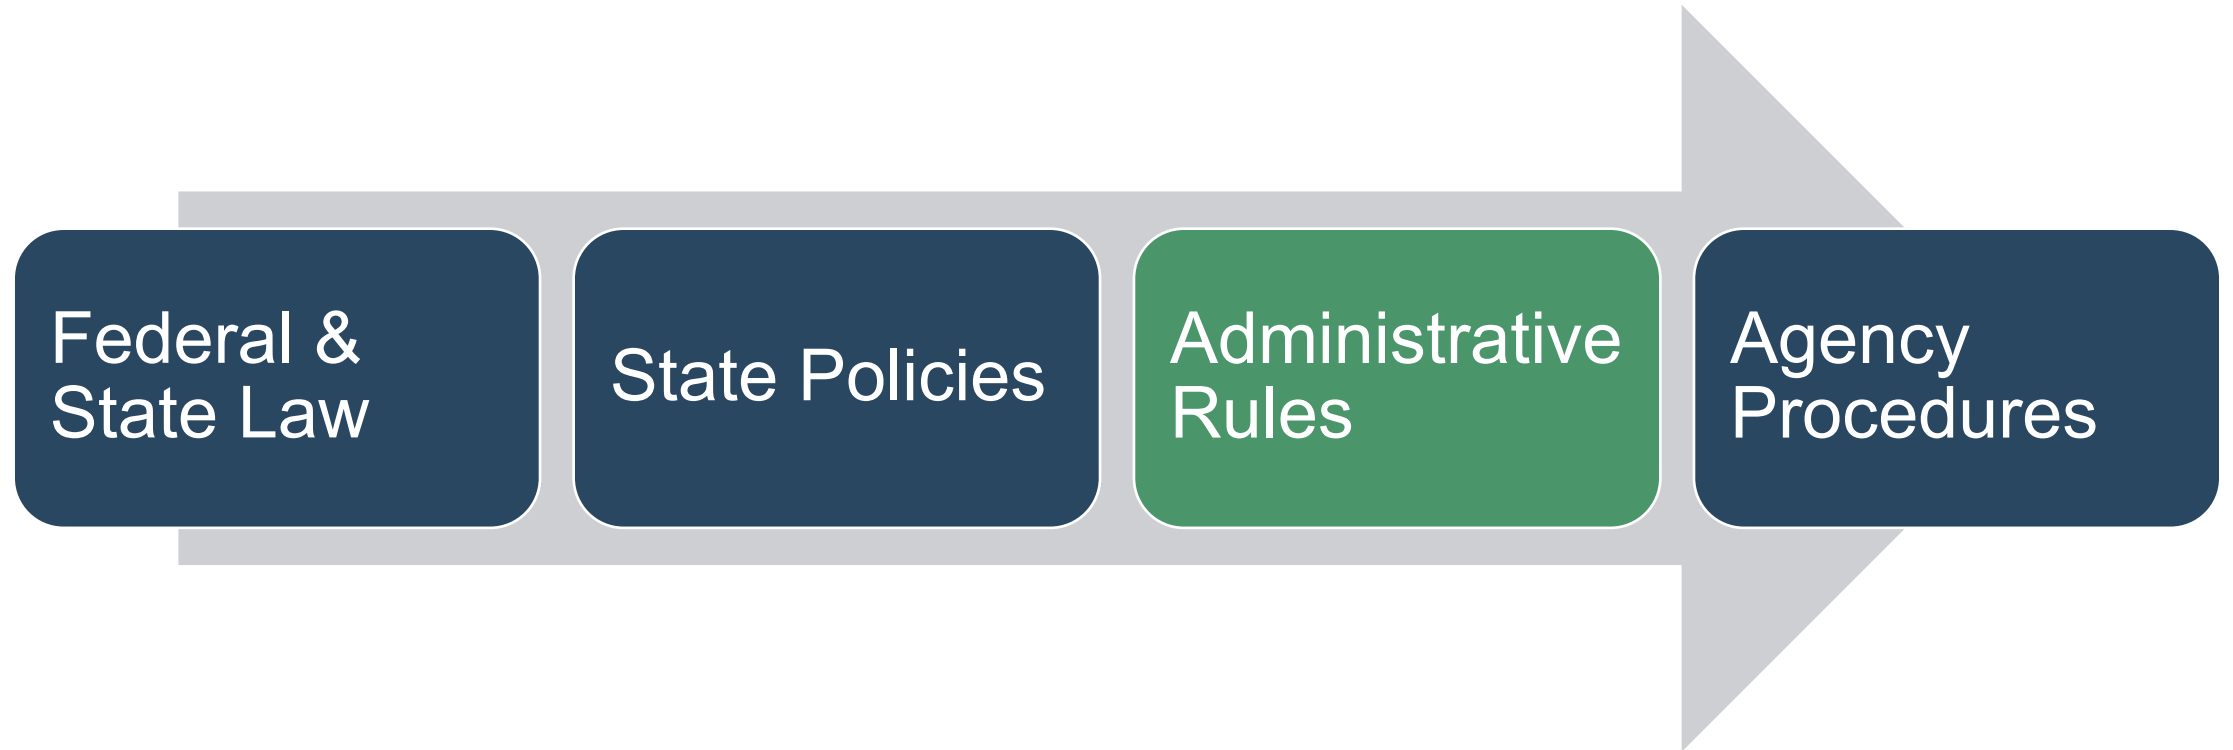 Federal &
State Law
State Policies
Administrative
Rules
Agency
Procedures